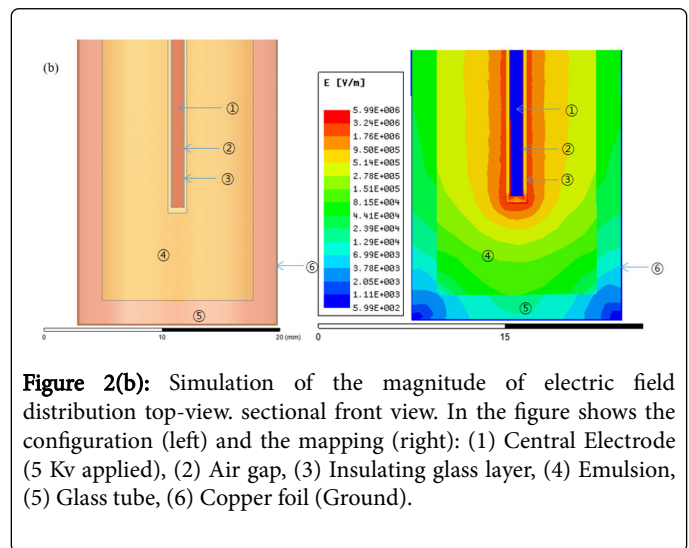 (b)
①
②
③
④
⑤
⑥
0
10
20 (mm)
E [V/m]
5.99E+006
3.24E+006
1.76E+006
9.50E+005
5.14E+005
2.78E+005
1.51E+005
8.15E+004
4.41E+004
2.39E+004
1.29E+004
6.99E+003
3.78E+003
1.11E+003
5.99E+002
①
②
③
④
⑤
⑥
0
15
Figure 2(b): Simulation of the magnitude of electric field
distribution top-view. sectional front view. In the figure shows the
configuration (left) and the mapping (right): (1) Central Electrode
(5 Kv applied), (2) Air gap, (3) Insulating glass layer, (4) Emulsion,
(5) Glass tube, (6) Copper foil (Ground).